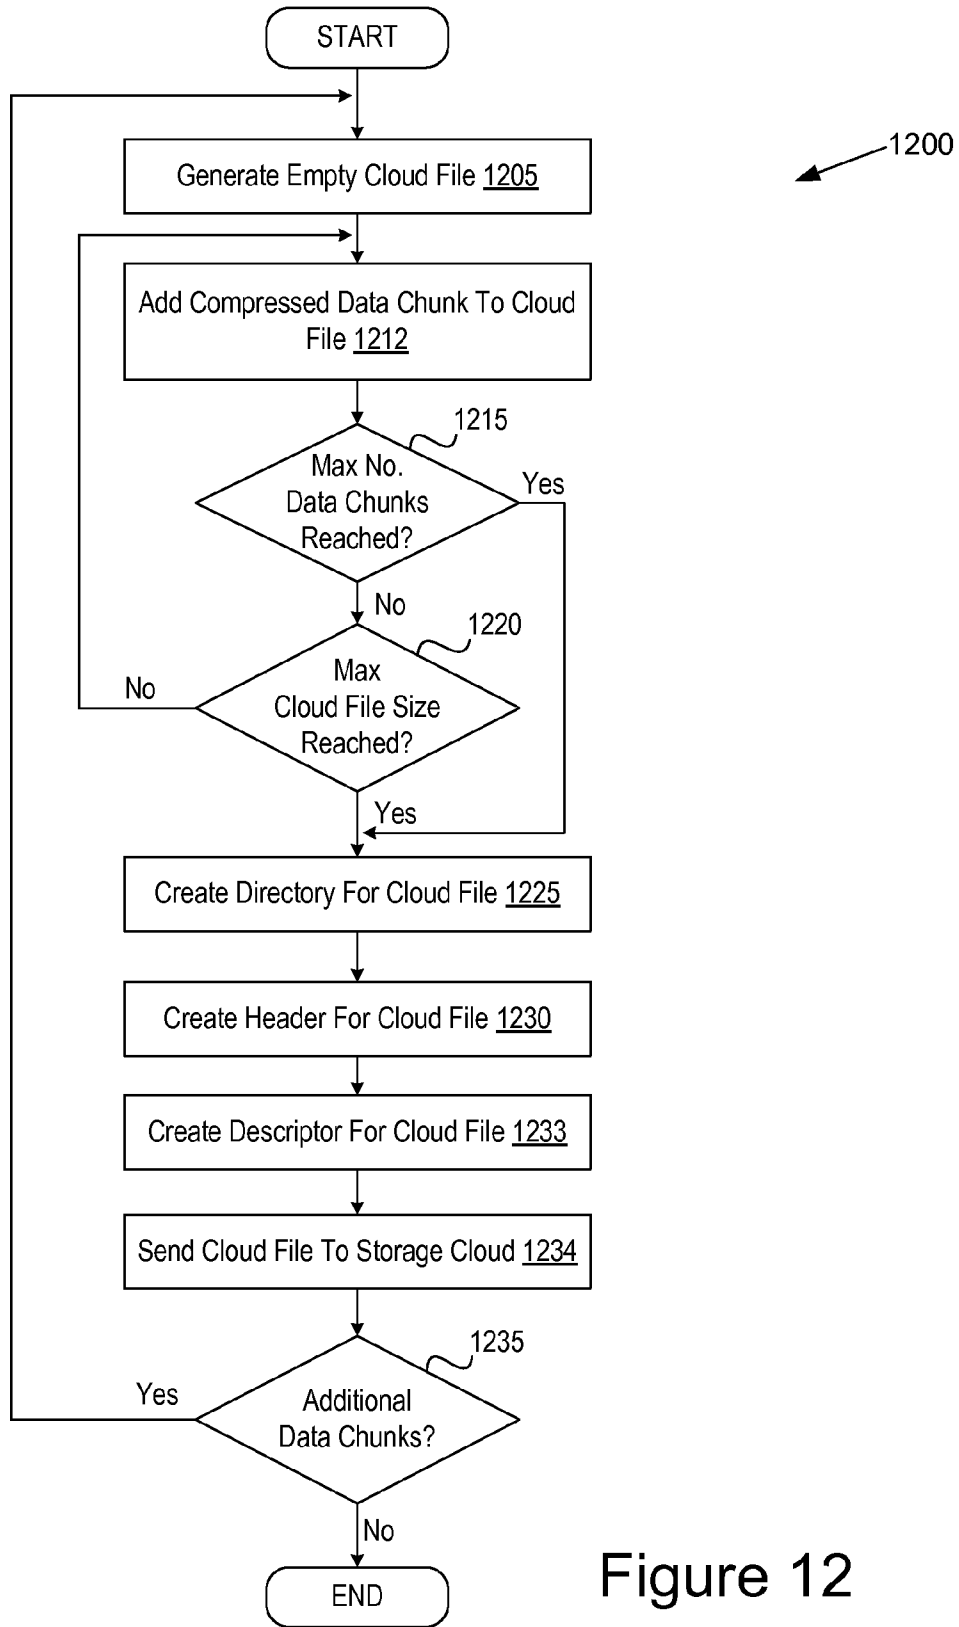 START
1200
Generate Empty Cloud File 1205
Add Compressed Data Chunk To Cloud
File 1212
1215
Max No.
Data Chunks
Reached?
Yes
No
1220
Max
Cloud File Size
Reached?
No
Yes
Create Directory For Cloud File 1225
Create Header For Cloud File 1230
Create Descriptor For Cloud File 1233
Send Cloud File To Storage Cloud 1234
1235
Additional
Data Chunks?
Yes
No
END
Figure 12